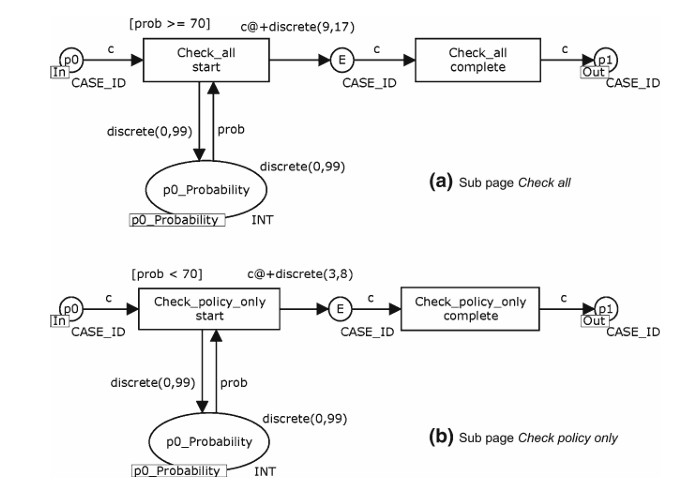 [prob >= 70] c@+discrete(9,17)
p0 c Check_all start E c Check_all complete c p1
In CASE_ID CASE_ID Out CASE_ID
discrete(0,99) prob
discrete(0,99)
p0_Probability
p0_Probability INT
(a) Sub page Check all
[prob < 70] c@+discrete(3,8)
p0 c Check_policy_only start E c Check_policy_only complete c p1
In CASE_ID CASE_ID Out CASE_ID
discrete(0,99) prob
discrete(0,99)
p0_Probability
p0_Probability INT
(b) Sub page Check policy only